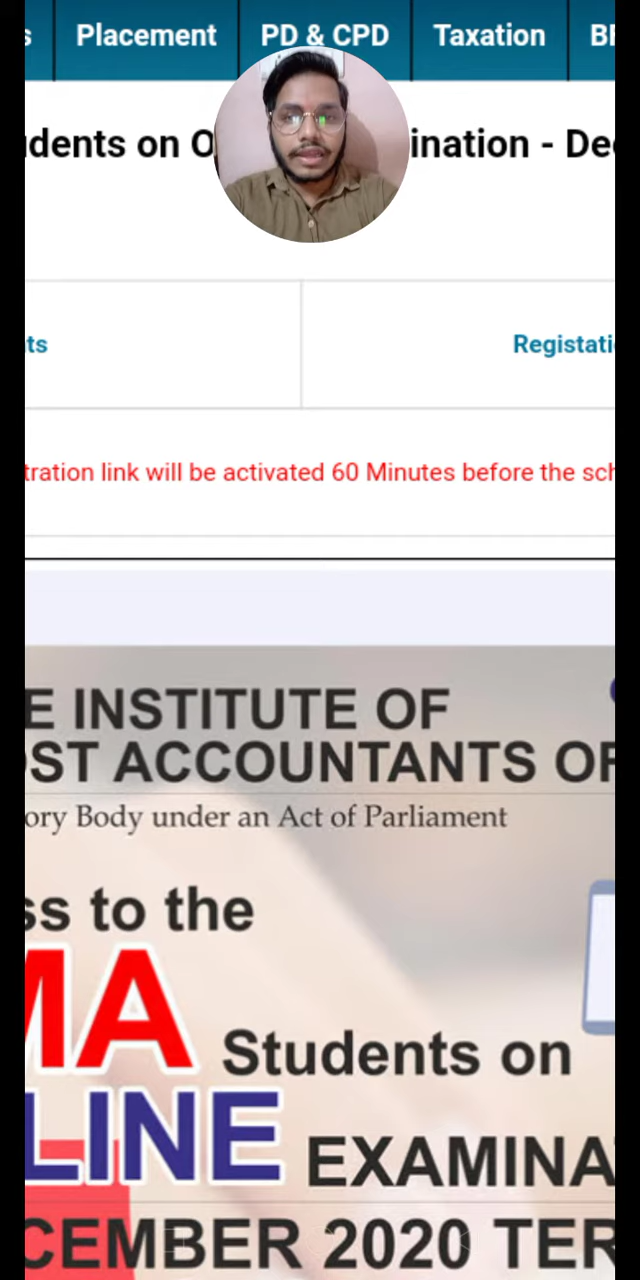 s Placement PD & CPD Taxation BF
idents on O ination - De
ts Registati
tration link will be activated 60 Minutes before the sch
E INSTITUTE OF
OST ACCOUNTANTS OF
ory Body under an Act of Parliament
ss to the
MA Students on
LINE EXAMINA
CEMBER 2020 TER